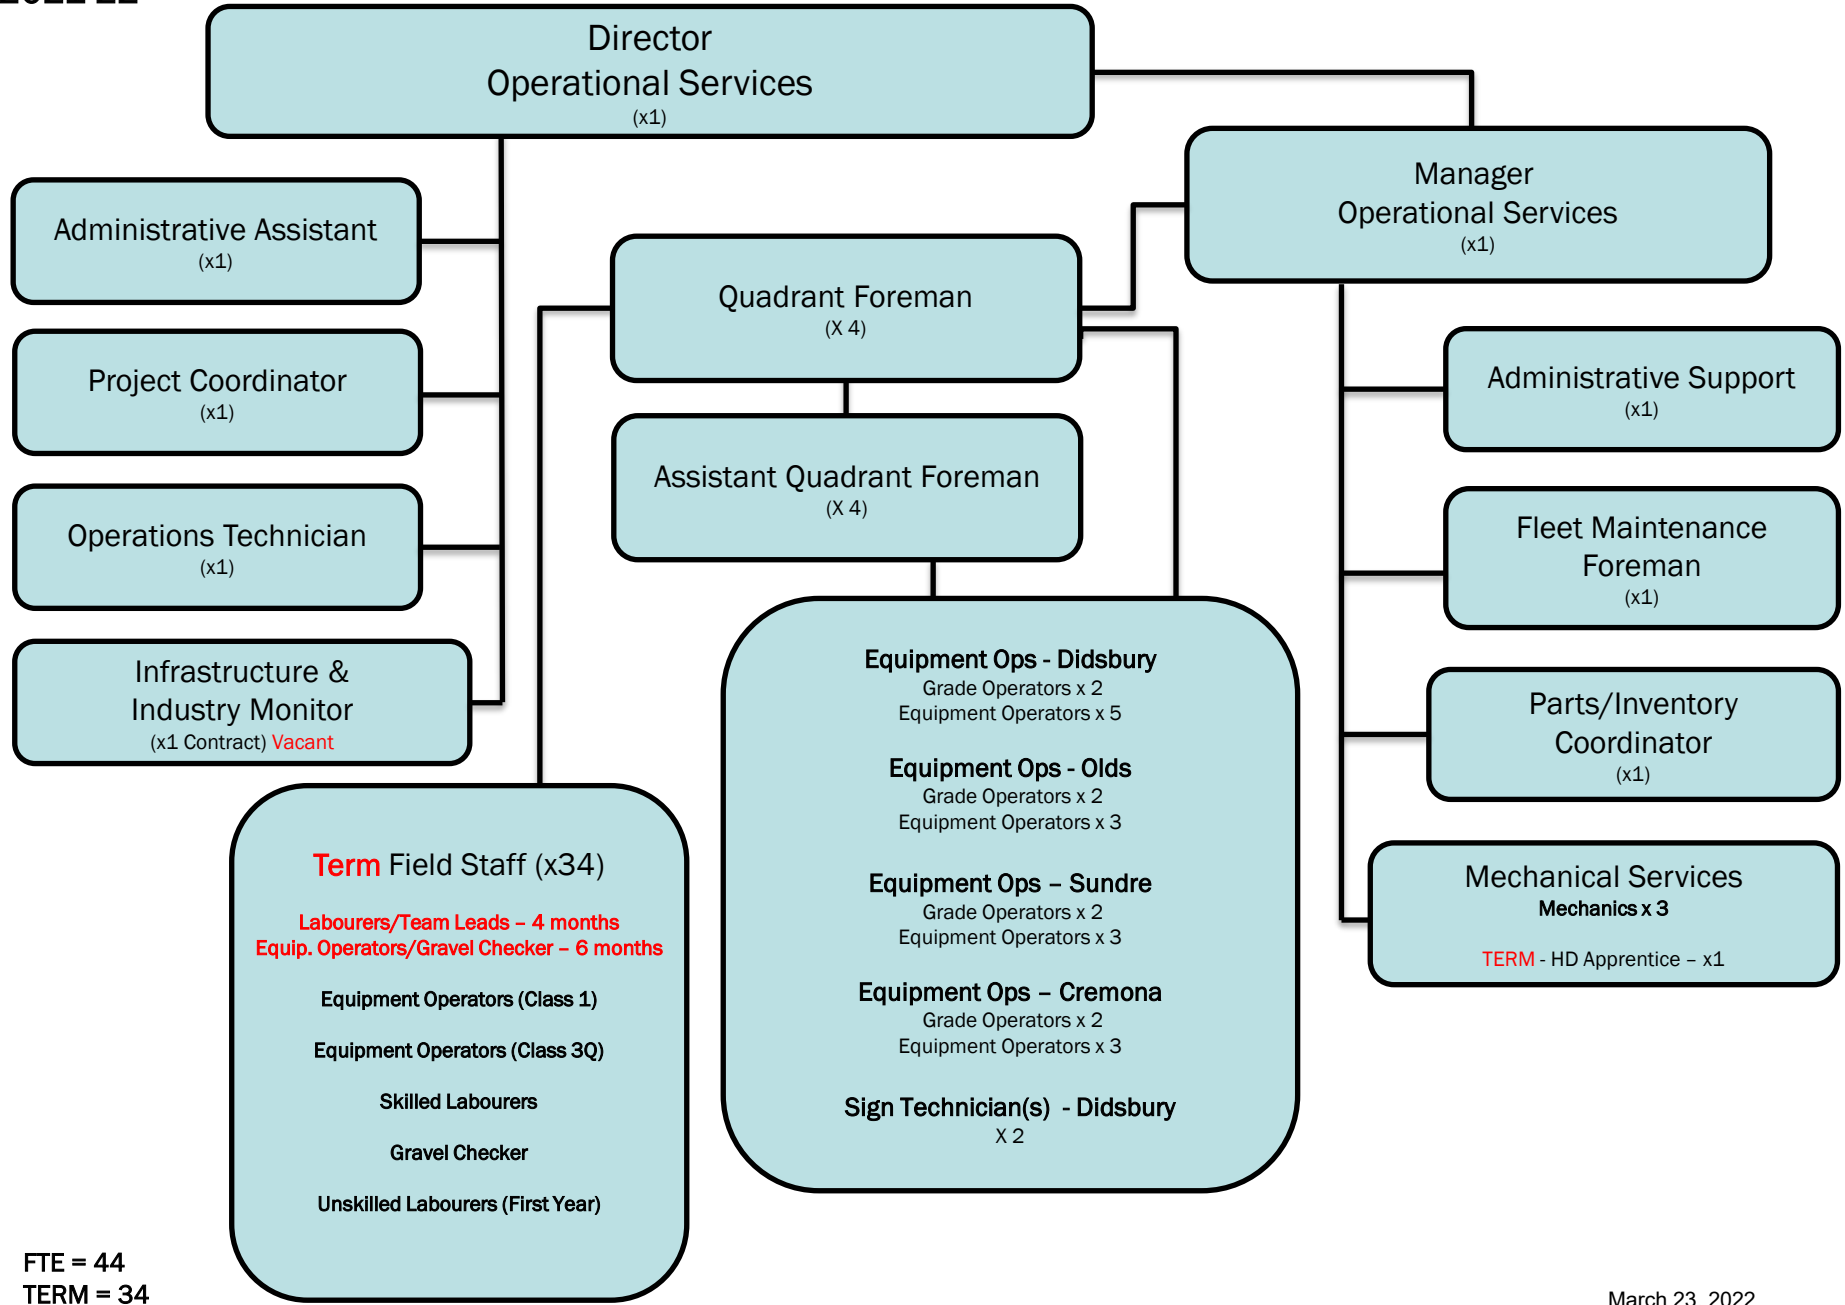 Director
Operational Services
(x1)
Manager
Operational Services
(x1)
Administrative Assistant
(x1)
Project Coordinator
(x1)
Operations Technician
(x1)
Infrastructure &
Industry Monitor
(x1 Contract) Vacant
Quadrant Foreman
(X 4)
Assistant Quadrant Foreman
(X 4)
Administrative Support
(x1)
Fleet Maintenance
Foreman
(x1)
Parts/Inventory
Coordinator
(x1)
Mechanical Services
Mechanics x 3
TERM - HD Apprentice – x1
Equipment Ops - Didsbury
Grade Operators x 2
Equipment Operators x 5
Equipment Ops - Olds
Grade Operators x 2
Equipment Operators x 3
Equipment Ops – Sundre
Grade Operators x 2
Equipment Operators x 3
Equipment Ops – Cremona
Grade Operators x 2
Equipment Operators x 3
Sign Technician(s) - Didsbury
X 2
Term Field Staff (x34)
Labourers/Team Leads – 4 months
Equip. Operators/Gravel Checker – 6 months
Equipment Operators (Class 1)
Equipment Operators (Class 3Q)
Skilled Labourers
Gravel Checker
Unskilled Labourers (First Year)
FTE = 44
TERM = 34
March 23, 2022